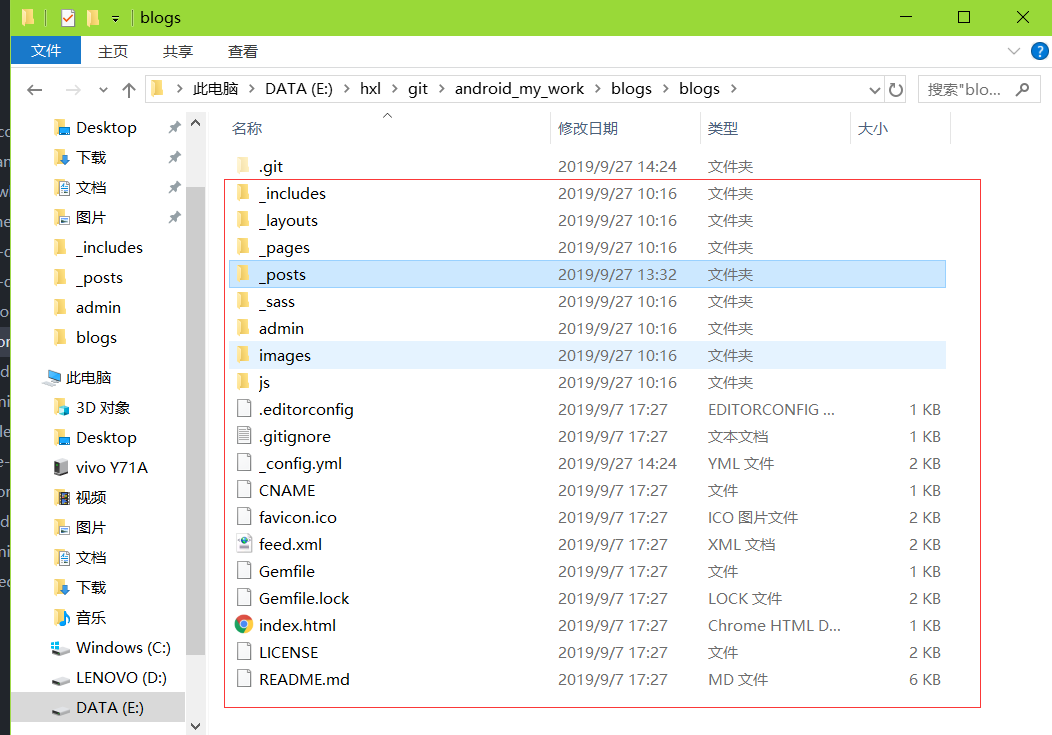 blogs
文件 主页 共享 查看
此电脑 DATA (E:) hxl git android_my_work blogs blogs 搜索"blo...
名称 修改日期 类型 大小
Desktop
下载
文档
图片
_includes
_posts
admin
blogs
此电脑
3D 对象
Desktop
vivo Y71A
视频
图片
文档
下载
音乐
Windows (C:)
LENOVO (D:)
DATA (E:)
.git 2019/9/27 14:24 文件夹
_includes 2019/9/27 10:16 文件夹
_layouts 2019/9/27 10:16 文件夹
_pages 2019/9/27 10:16 文件夹
_posts 2019/9/27 13:32 文件夹
_sass 2019/9/27 10:16 文件夹
admin 2019/9/27 10:16 文件夹
images 2019/9/27 10:16 文件夹
js 2019/9/27 10:16 文件夹
.editorconfig 2019/9/7 17:27 EDITORCONFIG ... 1 KB
.gitignore 2019/9/7 17:27 文本文档 1 KB
_config.yml 2019/9/27 14:24 YML 文件 2 KB
CNAME 2019/9/7 17:27 文件 1 KB
favicon.ico 2019/9/7 17:27 ICO 图片文件 2 KB
feed.xml 2019/9/7 17:27 XML 文档 2 KB
Gemfile 2019/9/7 17:27 文件 1 KB
Gemfile.lock 2019/9/7 17:27 LOCK 文件 2 KB
index.html 2019/9/7 17:27 Chrome HTML D... 1 KB
LICENSE 2019/9/7 17:27 文件 2 KB
README.md 2019/9/7 17:27 MD 文件 6 KB